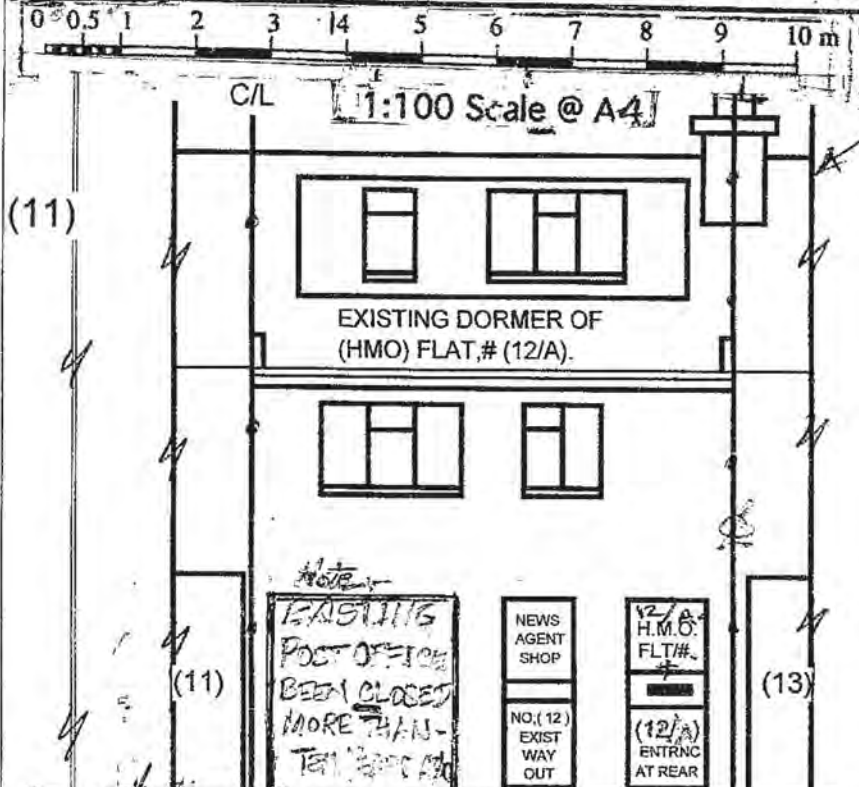 0 0.5 1 2 3 4 5 6 7 8 9 10 m
C/L
1:100 Scale @ A4
(11)
EXISTING DORMER OF
(HMO) FLAT,# (12/A).
Note
EXISTING
POST OFFICE
BEEN CLOSED
MORE THAN-
TEN
NEWS
AGENT
SHOP
NO;( 12 )
EXIST
WAY
OUT
12/A
H.M.O.
FLT/#.
(12/A)
ENTRNC
AT REAR
(11)
(13)